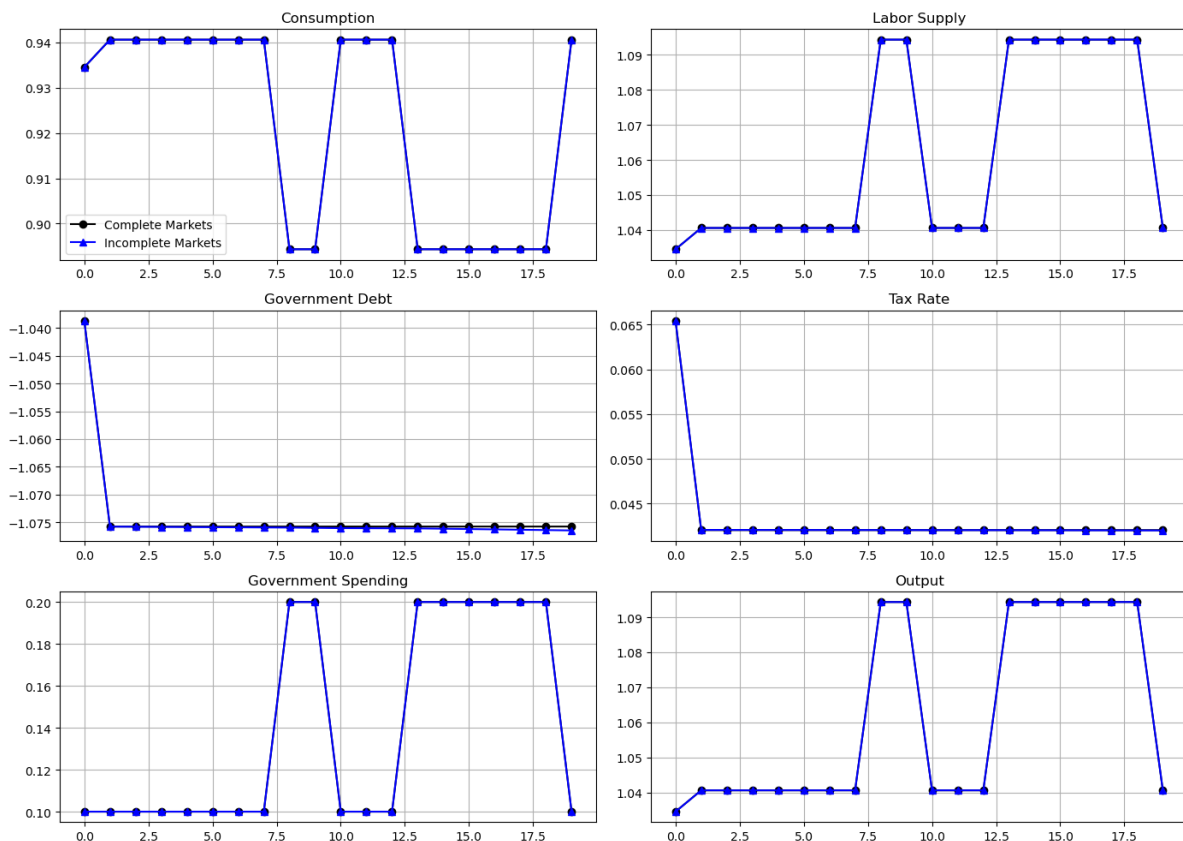 Consumption
0.94
0.93
0.92
0.91
0.90
Complete Markets
Incomplete Markets
0.0 2.5 5.0 7.5 10.0 12.5 15.0 17.5
Labor Supply
1.09
1.08
1.07
1.06
1.05
1.04
0.0 2.5 5.0 7.5 10.0 12.5 15.0 17.5
Government Debt
−1.040
−1.045
−1.050
−1.055
−1.060
−1.065
−1.070
−1.075
0.0 2.5 5.0 7.5 10.0 12.5 15.0 17.5
Tax Rate
0.065
0.060
0.055
0.050
0.045
0.0 2.5 5.0 7.5 10.0 12.5 15.0 17.5
Government Spending
0.20
0.18
0.16
0.14
0.12
0.10
0.0 2.5 5.0 7.5 10.0 12.5 15.0 17.5
Output
1.09
1.08
1.07
1.06
1.05
1.04
0.0 2.5 5.0 7.5 10.0 12.5 15.0 17.5